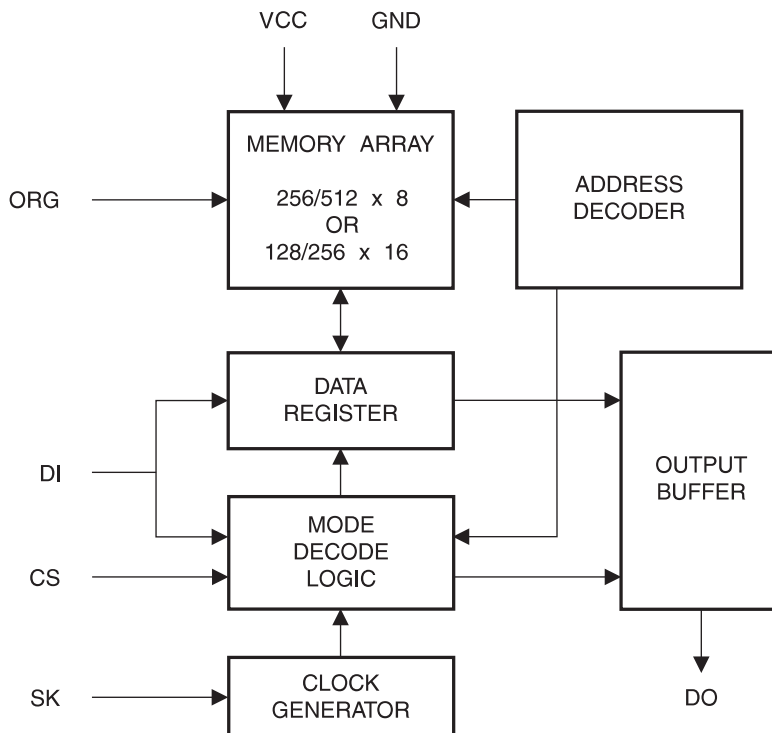 VCC
GND
MEMORY ARRAY
256/512 x 8
OR
128/256 x 16
ADDRESS
DECODER
ORG
DATA
REGISTER
DI
OUTPUT
BUFFER
MODE
DECODE
LOGIC
CS
CLOCK
GENERATOR
SK
DO